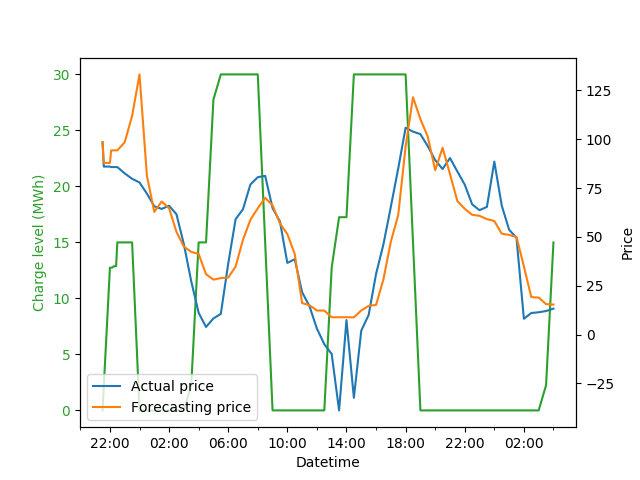 30
25
20
15
10
5
0
Charge level (MWh)
125
100
75
50
25
0
−25
Price
Actual price
Forecasting price
22:00 02:00 06:00 10:00 14:00 18:00 22:00 02:00
Datetime